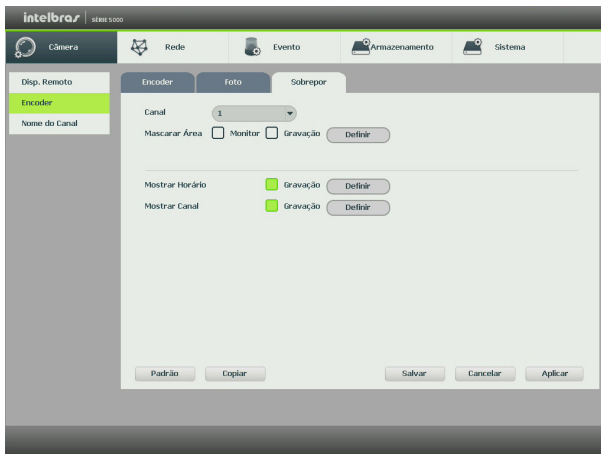 intelbras SÉRIE 5000
Câmera Rede Evento Armazenamento Sistema
Disp. Remoto
Encoder
Nome do Canal
Encoder Foto Sobrepor
Canal 1
Mascarar Área Monitor Gravação Definir
Mostrar Horário Gravação Definir
Mostrar Canal Gravação Definir
Padrão Copiar Salvar Cancelar Aplicar